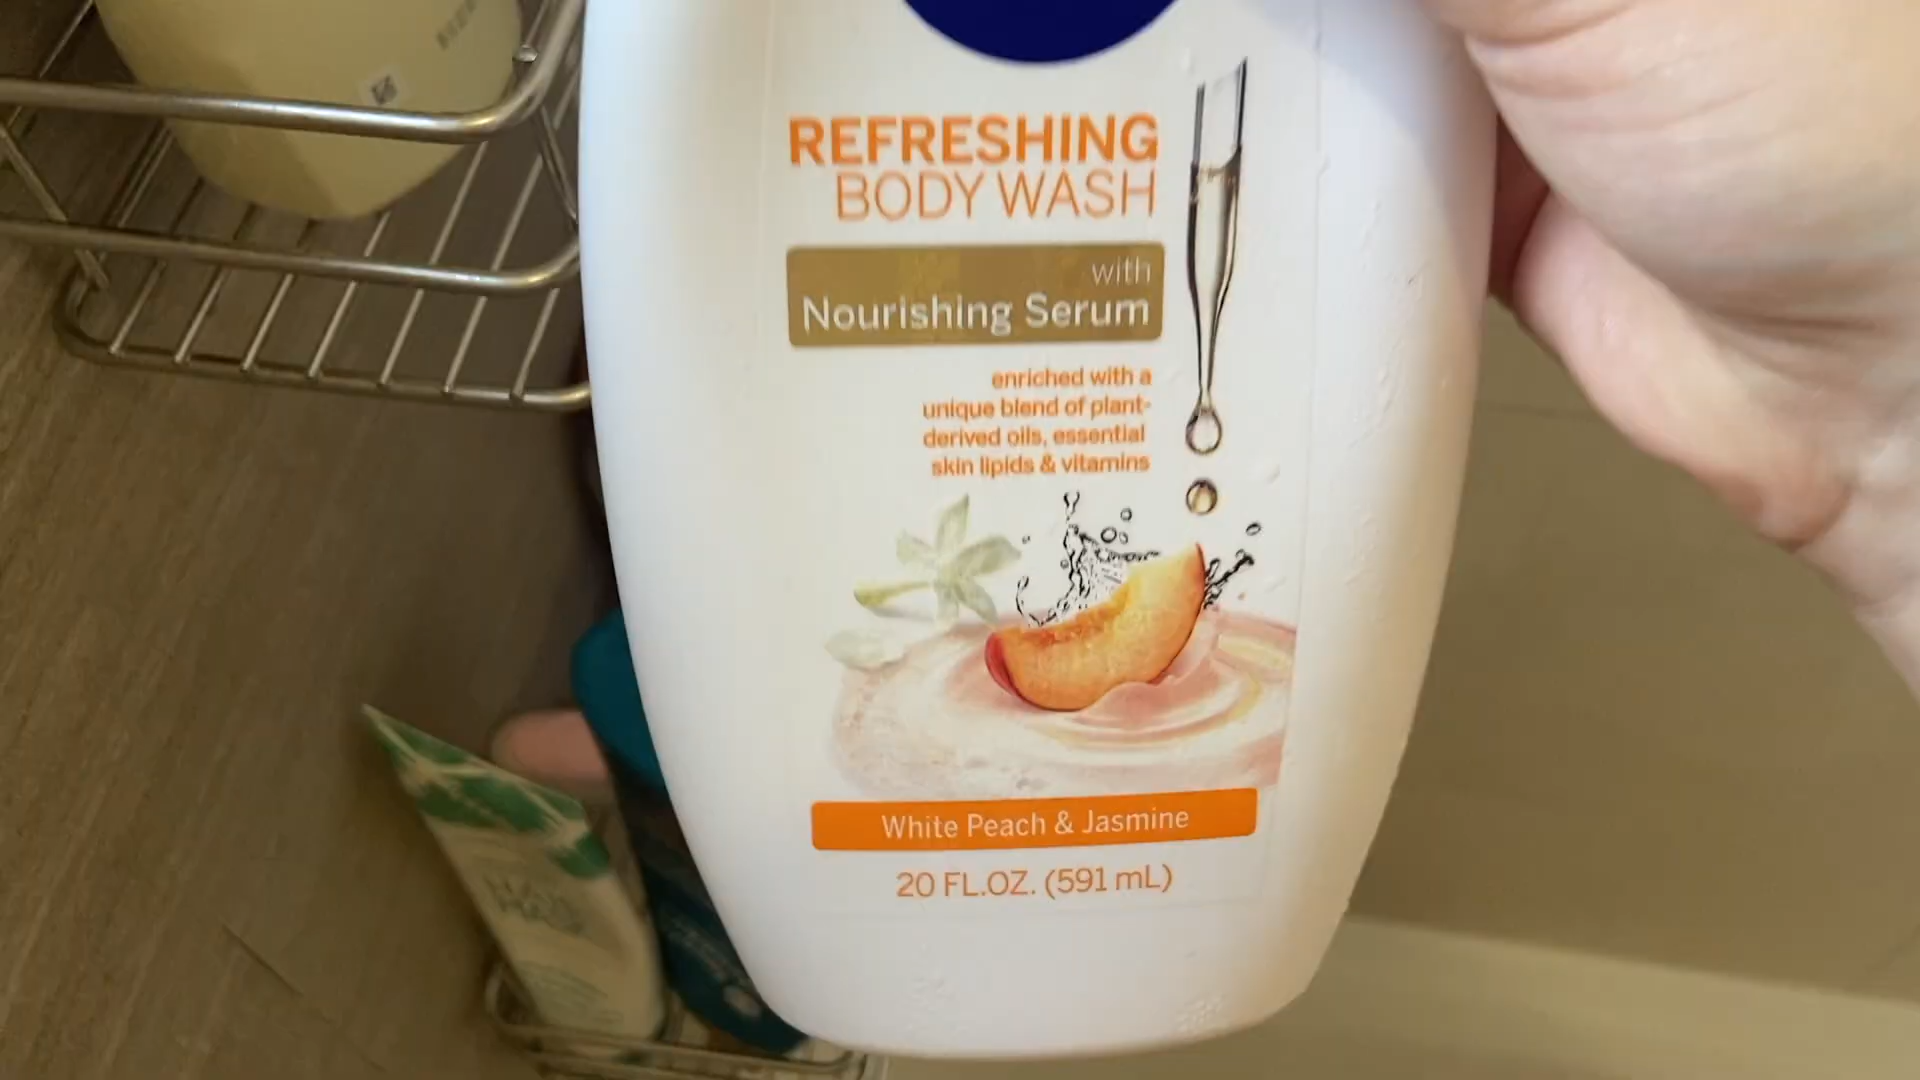 REFRESHING
BODY WASH
with
Nourishing Serum
enriched with a
unique blend of plant-
derived oils, essential
skin lipids & vitamins
White Peach & Jasmine
20 FL.OZ. (591 mL)